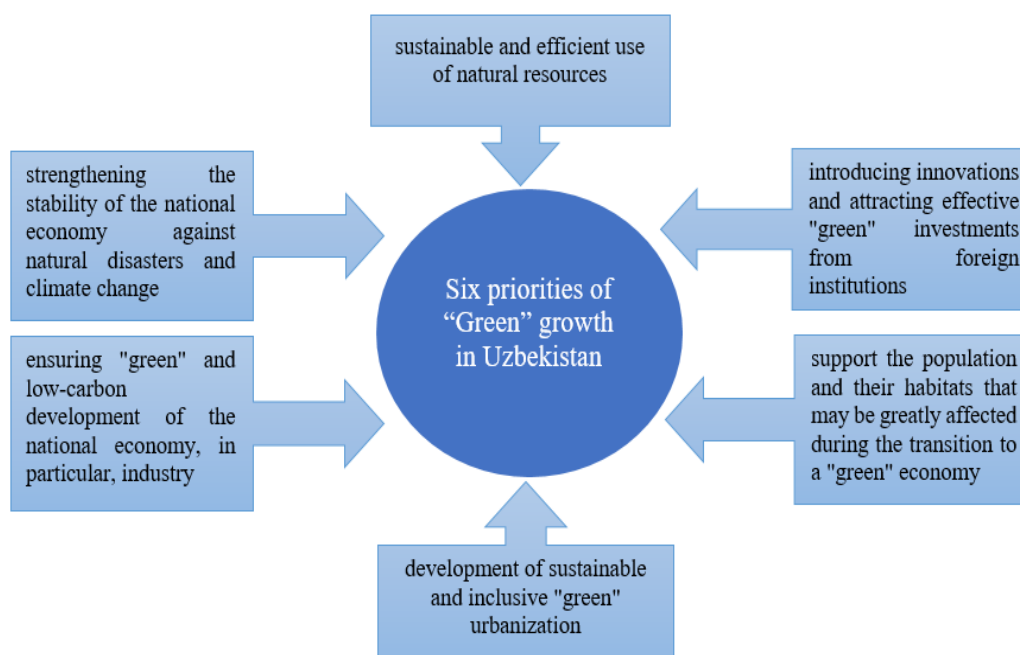 sustainable and efficient use
of natural resources
strengthening the
stability of the national
economy against
natural disasters and
climate change
introducing innovations
and attracting effective
"green" investments
from foreign
institutions
Six priorities of
“Green” growth
in Uzbekistan
ensuring "green" and
low-carbon
development of the
national economy, in
particular, industry
support the population
and their habitats that
may be greatly affected
during the transition to
a "green" economy
development of sustainable
and inclusive "green"
urbanization